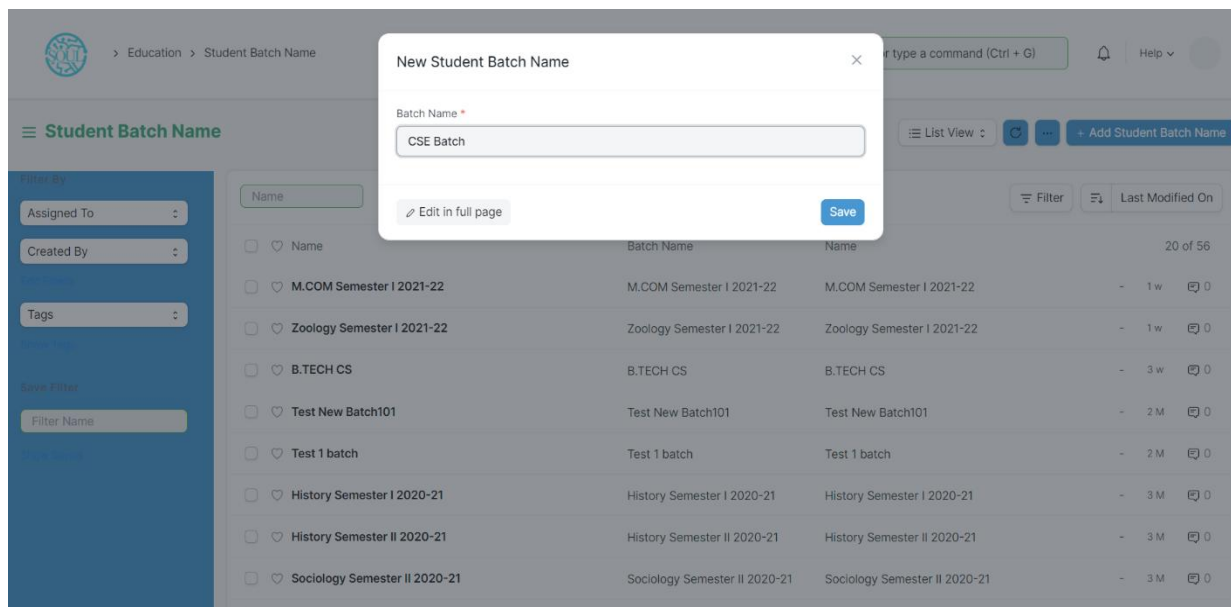 > Education > Student Batch Name
New Student Batch Name
r type a command (Ctrl + G)
Help
Student Batch Name
Batch Name *
CSE Batch
List View
+ Add Student Batch Name
Filter By
Name
Edit in full page
Save
Filter
Last Modified On
Assigned To
Created By
Tags
Save Filter
Filter Name
Name Batch Name Name 20 of 56
M.COM Semester I 2021-22 M.COM Semester I 2021-22 M.COM Semester I 2021-22 - 1 w 0
Zoology Semester I 2021-22 Zoology Semester I 2021-22 Zoology Semester I 2021-22 - 1 w 0
B.TECH CS B.TECH CS B.TECH CS - 3 w 0
Test New Batch101 Test New Batch101 Test New Batch101 - 2 M 0
Test 1 batch Test 1 batch Test 1 batch - 2 M 0
History Semester I 2020-21 History Semester I 2020-21 History Semester I 2020-21 - 3 M 0
History Semester II 2020-21 History Semester II 2020-21 History Semester II 2020-21 - 3 M 0
Sociology Semester II 2020-21 Sociology Semester II 2020-21 Sociology Semester II 2020-21 - 3 M 0